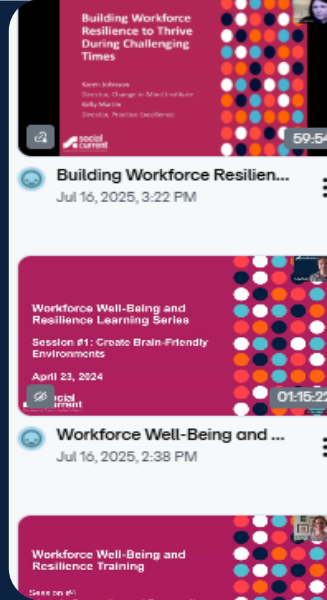 Building Workforce
Resilience to Thrive
During Challenging
Times
Karen Johnson
Director, Change in Mind Institute
Kelly Martin
Director, Practice Excellence
social
current
59:54
Building Workforce Resilien...
Jul 16, 2025, 3:22 PM
Workforce Well-Being and
Resilience Learning Series
Session #1: Create Brain-Friendly
Environments
April 23, 2024
social
current
01:15:22
Workforce Well-Being and ...
Jul 16, 2025, 2:38 PM
Workforce Well-Being and
Resilience Training